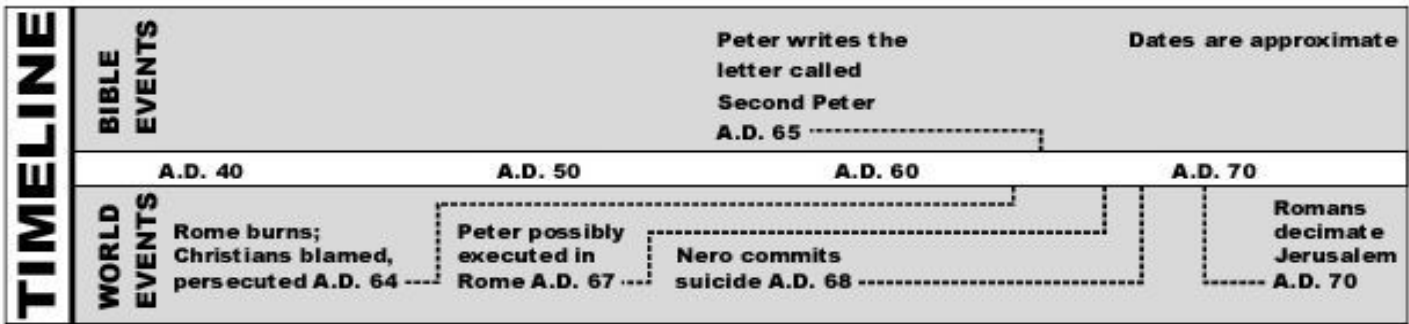 TIMELINE
BIBLE
EVENTS
Peter writes the
letter called
Second Peter
A.D. 65
Dates are approximate
A.D. 40 A.D. 50 A.D. 60 A.D. 70
WORLD
EVENTS
Rome burns;
Christians blamed,
persecuted A.D. 64
Peter possibly
executed in
Rome A.D. 67
Nero commits
suicide A.D. 68
Romans
decimate
Jerusalem
A.D. 70